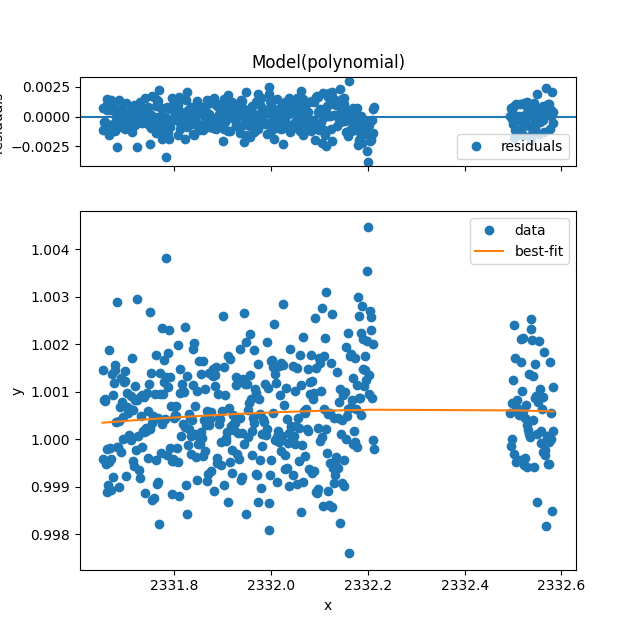 Model(polynomial)
0.0025
0.0000
−0.0025
residuals
1.004
1.003
1.002
1.001
1.000
0.999
0.998
y
data
best-fit
2331.8
2332.0
2332.2
2332.4
2332.6
x